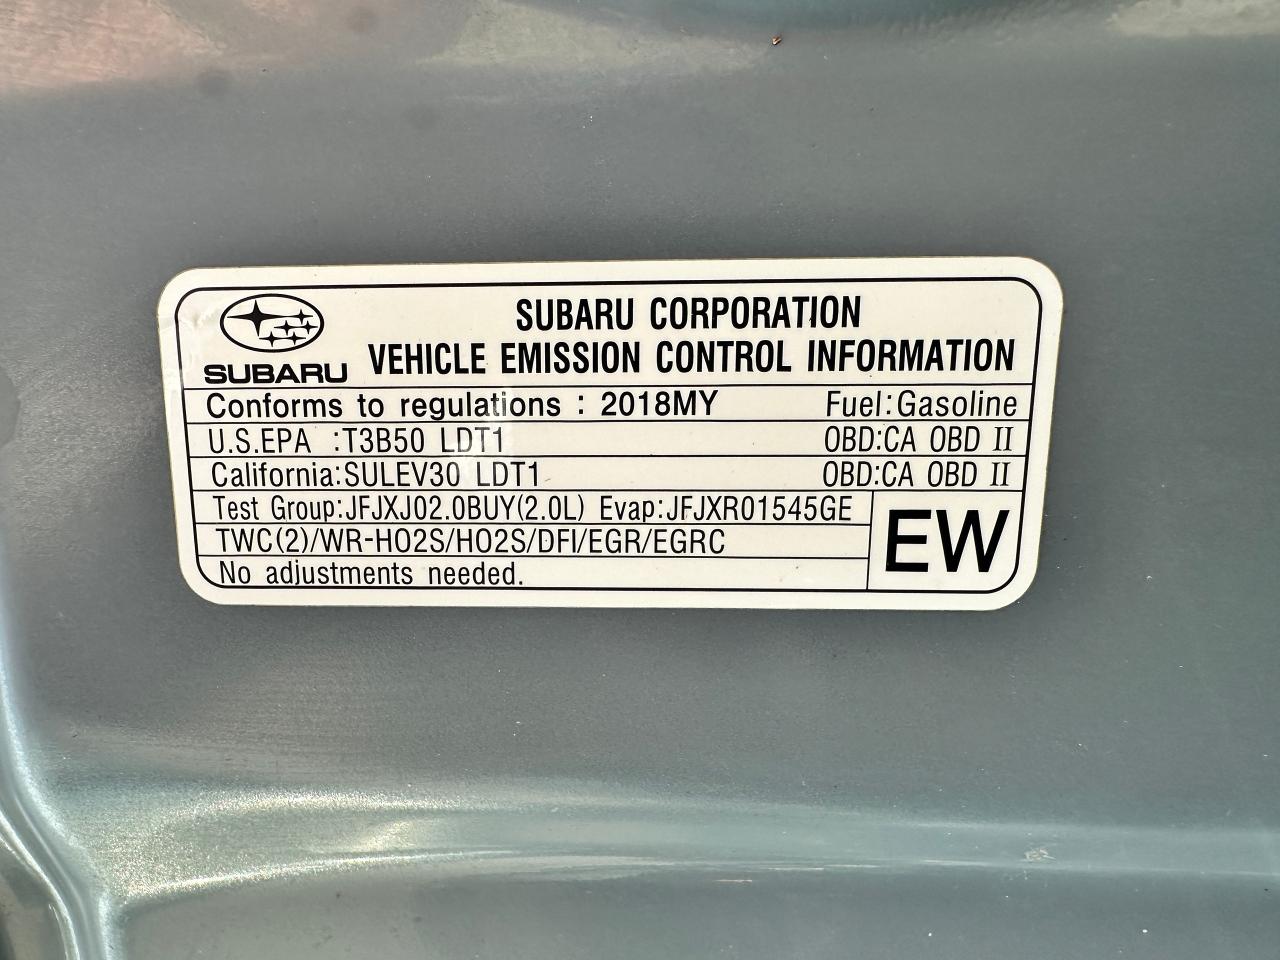 SUBARU CORPORATION
SUBARU VEHICLE EMISSION CONTROL INFORMATION
Conforms to regulations : 2018MY Fuel:Gasoline
U.S.EPA :T3B50 LDT1 OBD:CA OBD II
California:SULEV30 LDT1 OBD:CA OBD II
Test Group:JFJXJ02.0BUY(2.0L) Evap:JFJXR01545GE
TWC(2)/WR-HO2S/HO2S/DFI/EGR/EGRC
No adjustments needed.
EW